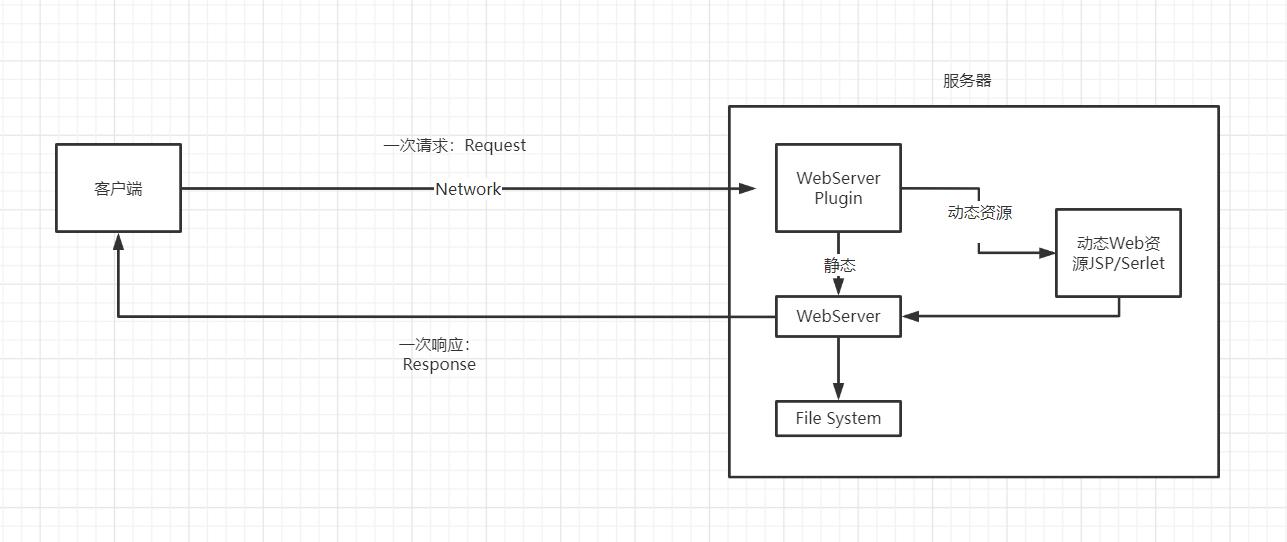 服务器
一次请求：Request
客户端
Network
WebServer
Plugin
动态资源
动态Web资
源JSP/Serlet
静态
WebServer
一次响应：
Response
File System